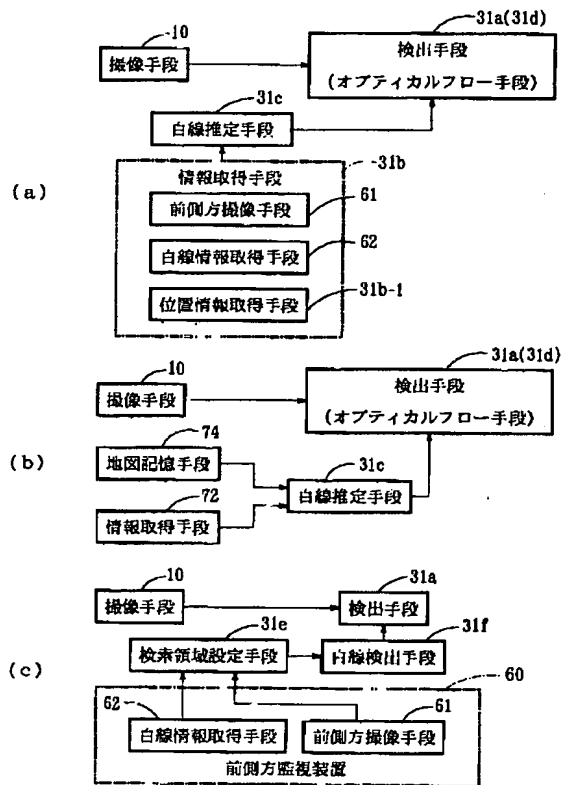 31a(31d)
10
撮像手段
検出手段
(オプティカルフロー手段)
31c
白線推定手段
31b
(a)
情報取得手段
61
前側方撮像手段
62
白線情報取得手段
31b-1
位置情報取得手段
31a(31d)
10
撮像手段
検出手段
(オプティカルフロー手段)
74
(b)
地図記憶手段
31c
白線推定手段
72
情報取得手段
10
31a
撮像手段
検出手段
31e
31f
検索領域設定手段
白線検出手段
(c)
60
62
61
白線情報取得手段
前側方撮像手段
前側方監視装置